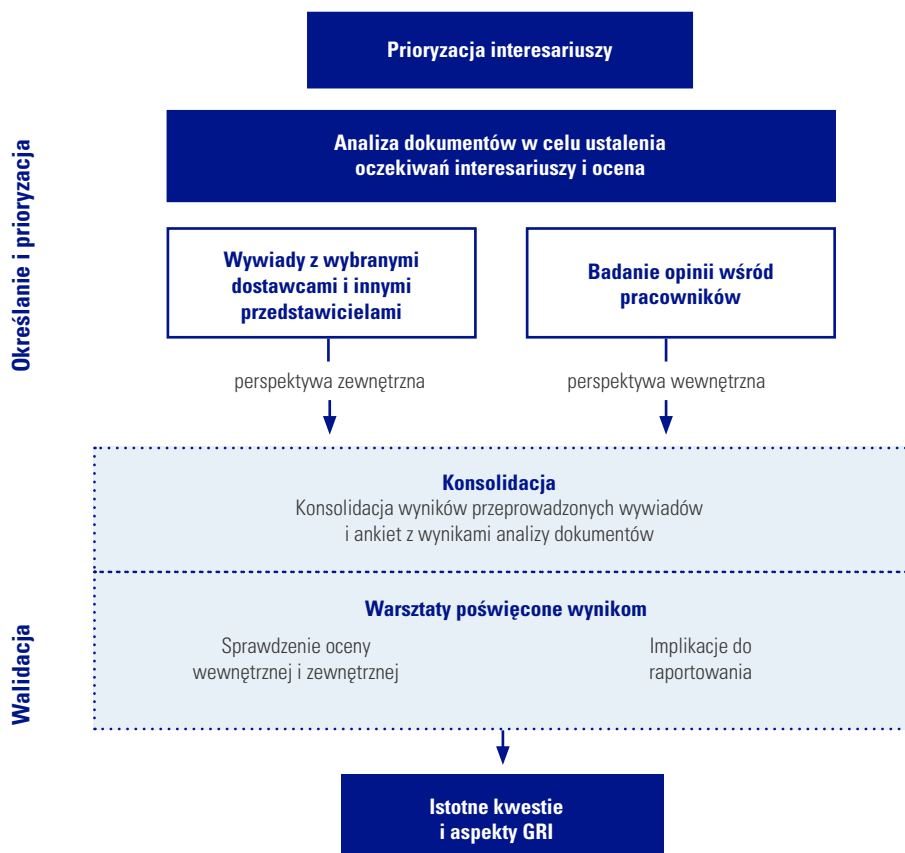 Prioryzacja interesariuszy
Określanie i prioryzacja
Analiza dokumentów w celu ustalenia
oczekiwań interesariuszy i ocena
Wywiady z wybranymi
dostawcami i innymi
przedstawicielami
Badanie opinii wśród
pracowników
perspektywa zewnętrzna
perspektywa wewnętrzna
Konsolidacja
Konsolidacja wyników przeprowadzonych wywiadów
i ankiet z wynikami analizy dokumentów
Walidacja
Warsztaty poświęcone wynikom
Sprawdzenie oceny
wewnętrznej i zewnętrznej
Implikacje do
raportowania
Istotne kwestie
i aspekty GRI